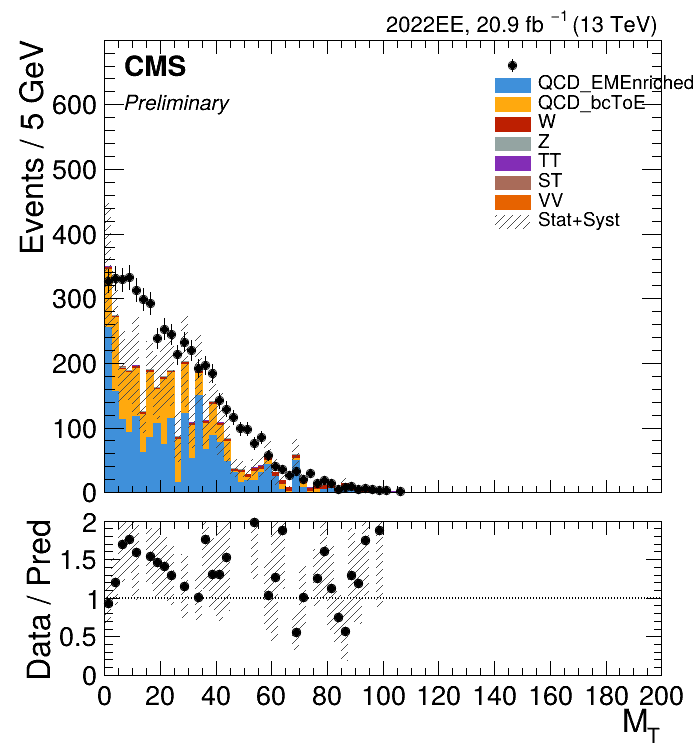 2022EE, 20.9 fb⁻¹ (13 TeV)
CMS
Preliminary
QCD_EMEnriched
QCD_bcToE
W
Z
TT
ST
VV
Stat+Syst
Events / 5 GeV
600
500
400
300
200
100
0
Data / Pred
2
1.5
1
0.5
0
0 20 40 60 80 100 120 140 160 180 200
M_T